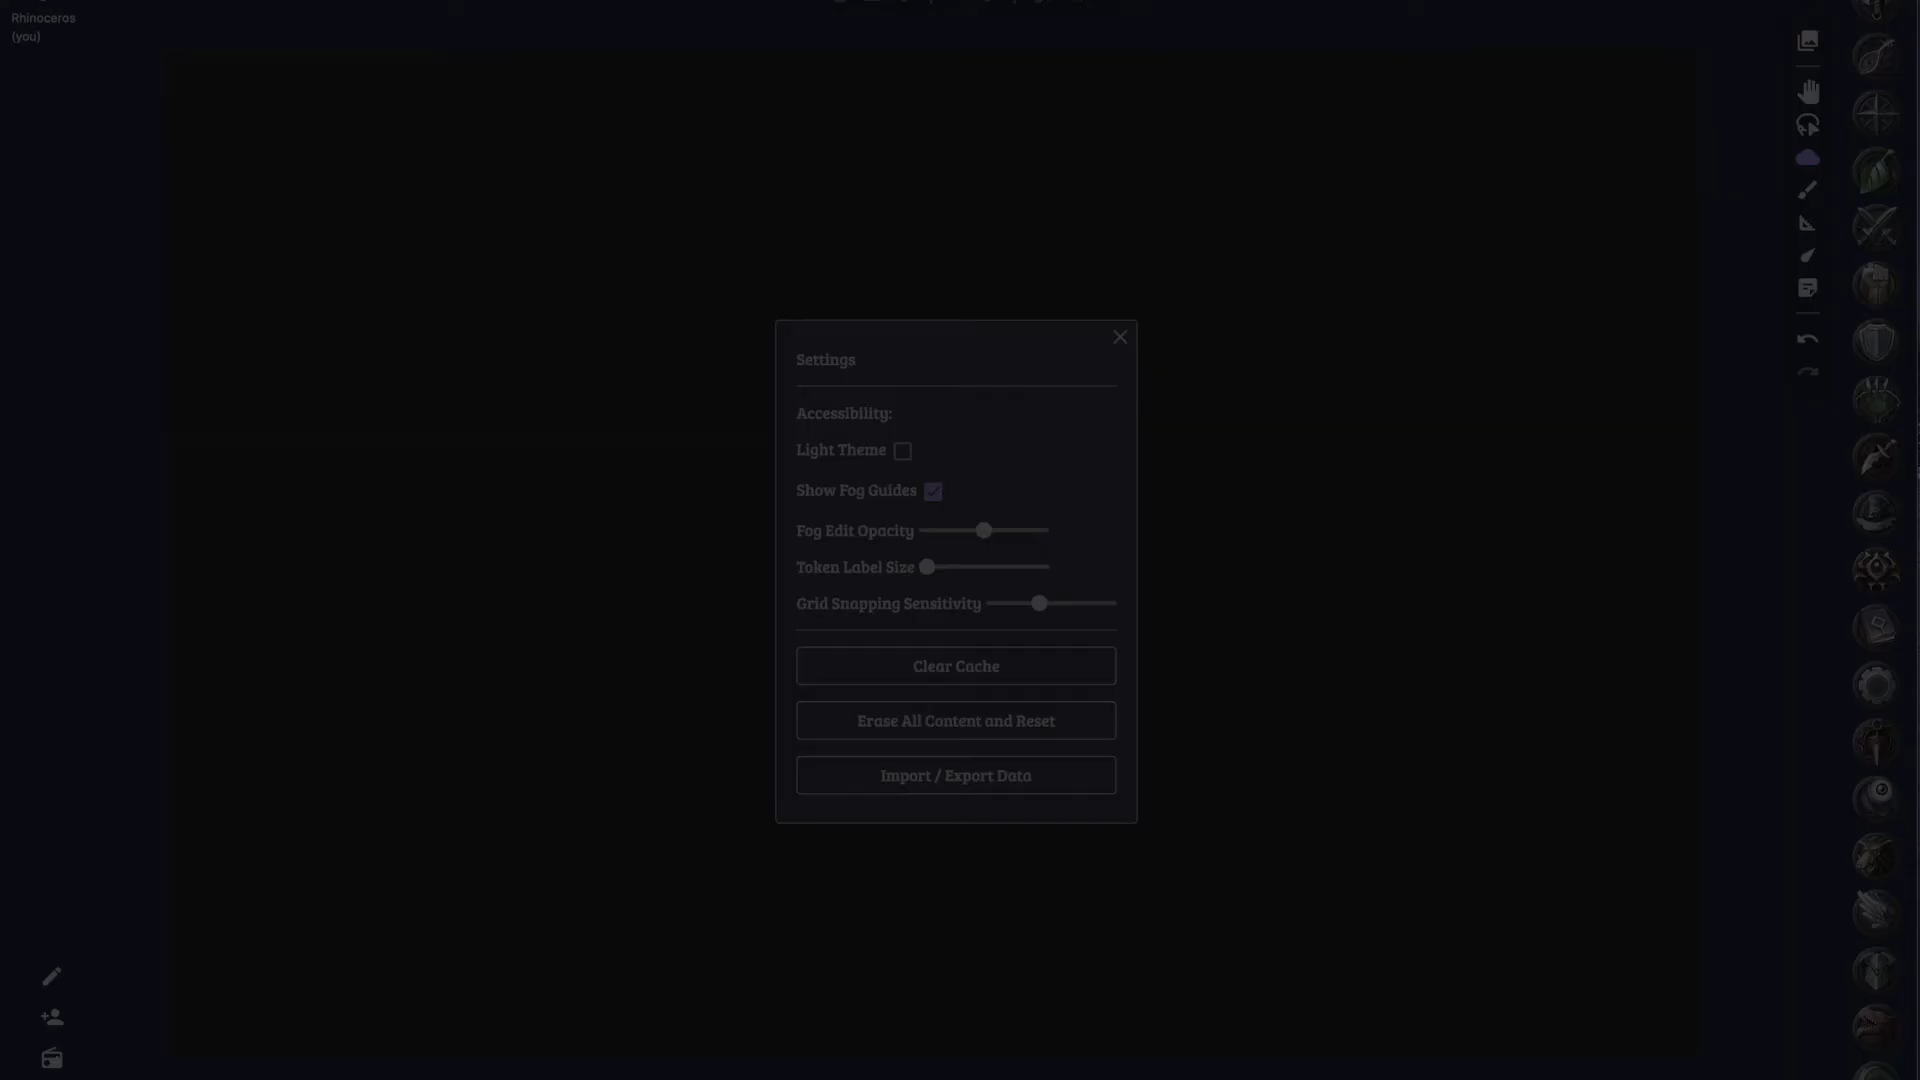 Rhinoceros
(you)
Settings
Accessibility:
Light Theme
Show Fog Guides
Fog Edit Opacity
Token Label Size
Grid Snapping Sensitivity
Clear Cache
Erase All Content and Reset
Import / Export Data